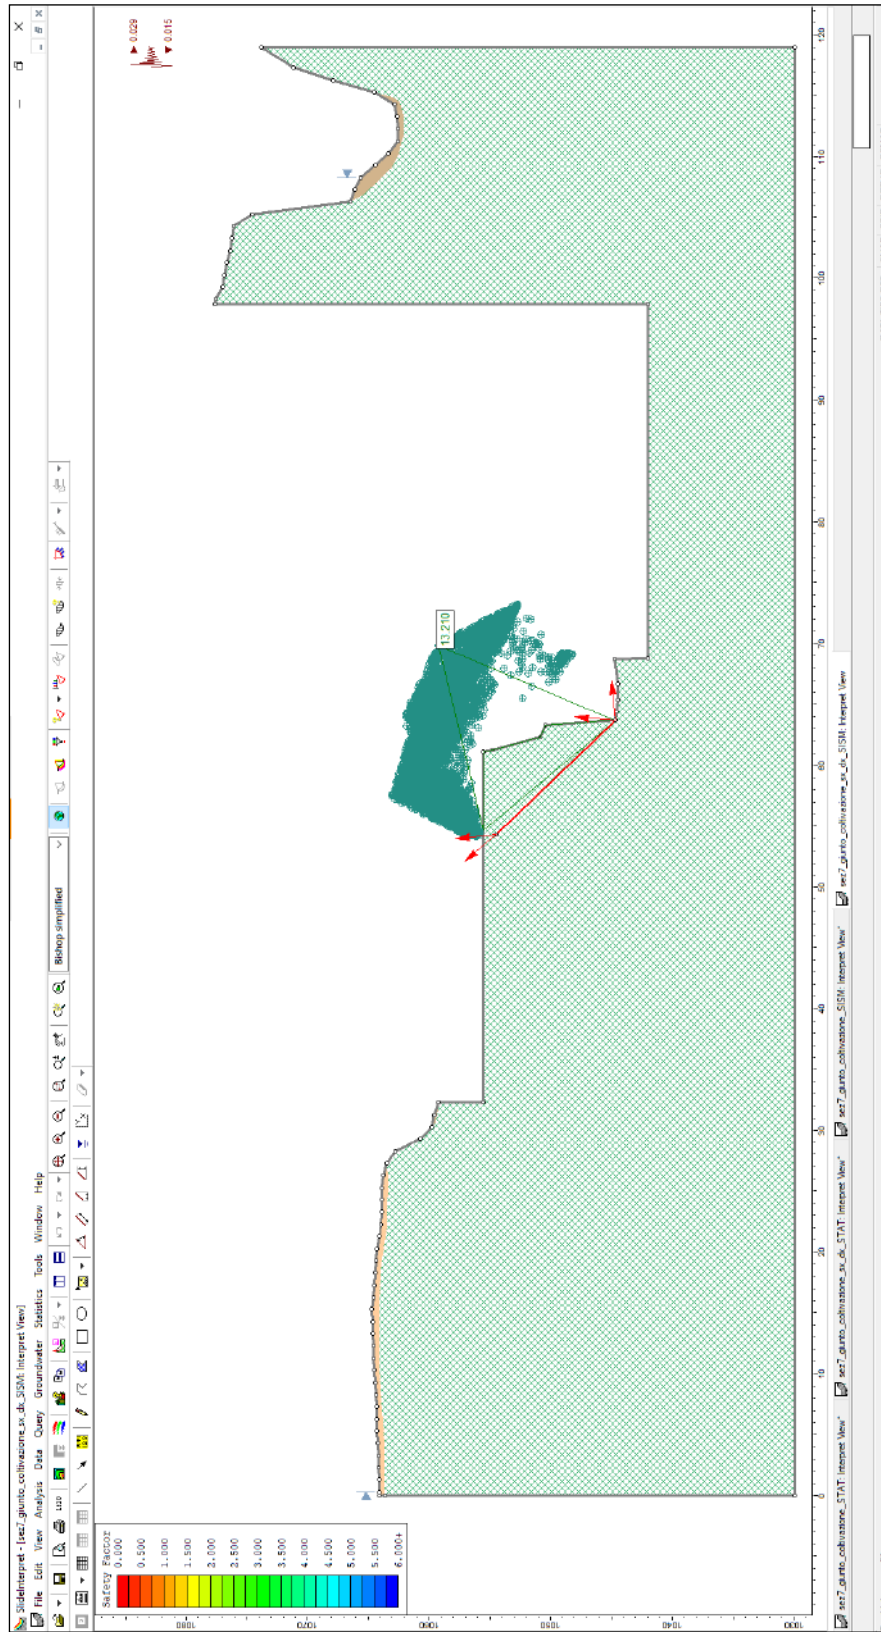 SlideInterpret - [sez7_giunto_coltivazione_sx_dx_SISM: Interpret View]
File Edit View Analysis Data Query Groundwater Statistics Tools Window Help
Bishop simplified
Safety Factor
0.000
0.500
1.000
1.500
2.000
2.500
3.000
3.500
4.000
4.500
5.000
5.500
6.000+
0.029
0.015
13.210
1080
1070
1060
1050
1040
1030
0 10 20 30 40 50 60 70 80 90 100 110 120
sez7_giunto_coltivazione_STAT: Interpret View*
sez7_giunto_coltivazione_sx_dx_STAT: Interpret View*
sez7_giunto_coltivazione_SISM: Interpret View*
sez7_giunto_coltivazione_sx_dx_SISM: Interpret View